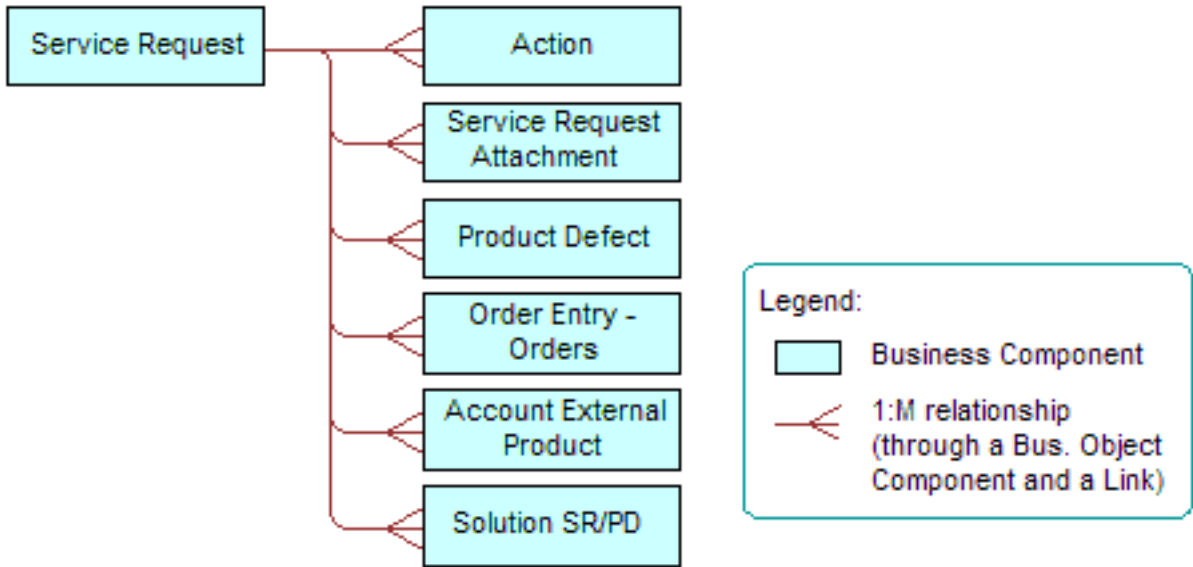 Service Request
Action
Service Request
Attachment
Product Defect
Order Entry -
Orders
Account External
Product
Solution SR/PD
Legend:
Business Component
1:M relationship
(through a Bus. Object
Component and a Link)